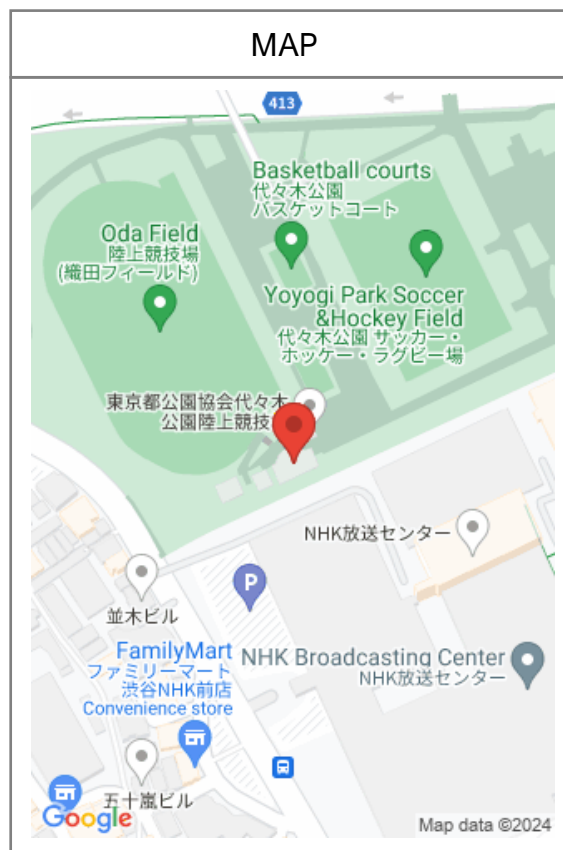 MAP
413
Basketball courts
代々木公園
バスケットコート
Oda Field
陸上競技場
(織田フィールド)
Yoyogi Park Soccer
&Hockey Field
代々木公園 サッカー・
ホッケー・ラグビー場
東京都公園協会代々木
公園陸上競技
NHK放送センター
P
並木ビル
FamilyMart
ファミリーマート
渋谷NHK前店
Convenience store
NHK Broadcasting Center
NHK放送センター
五十嵐ビル
Google
Map data ©2024